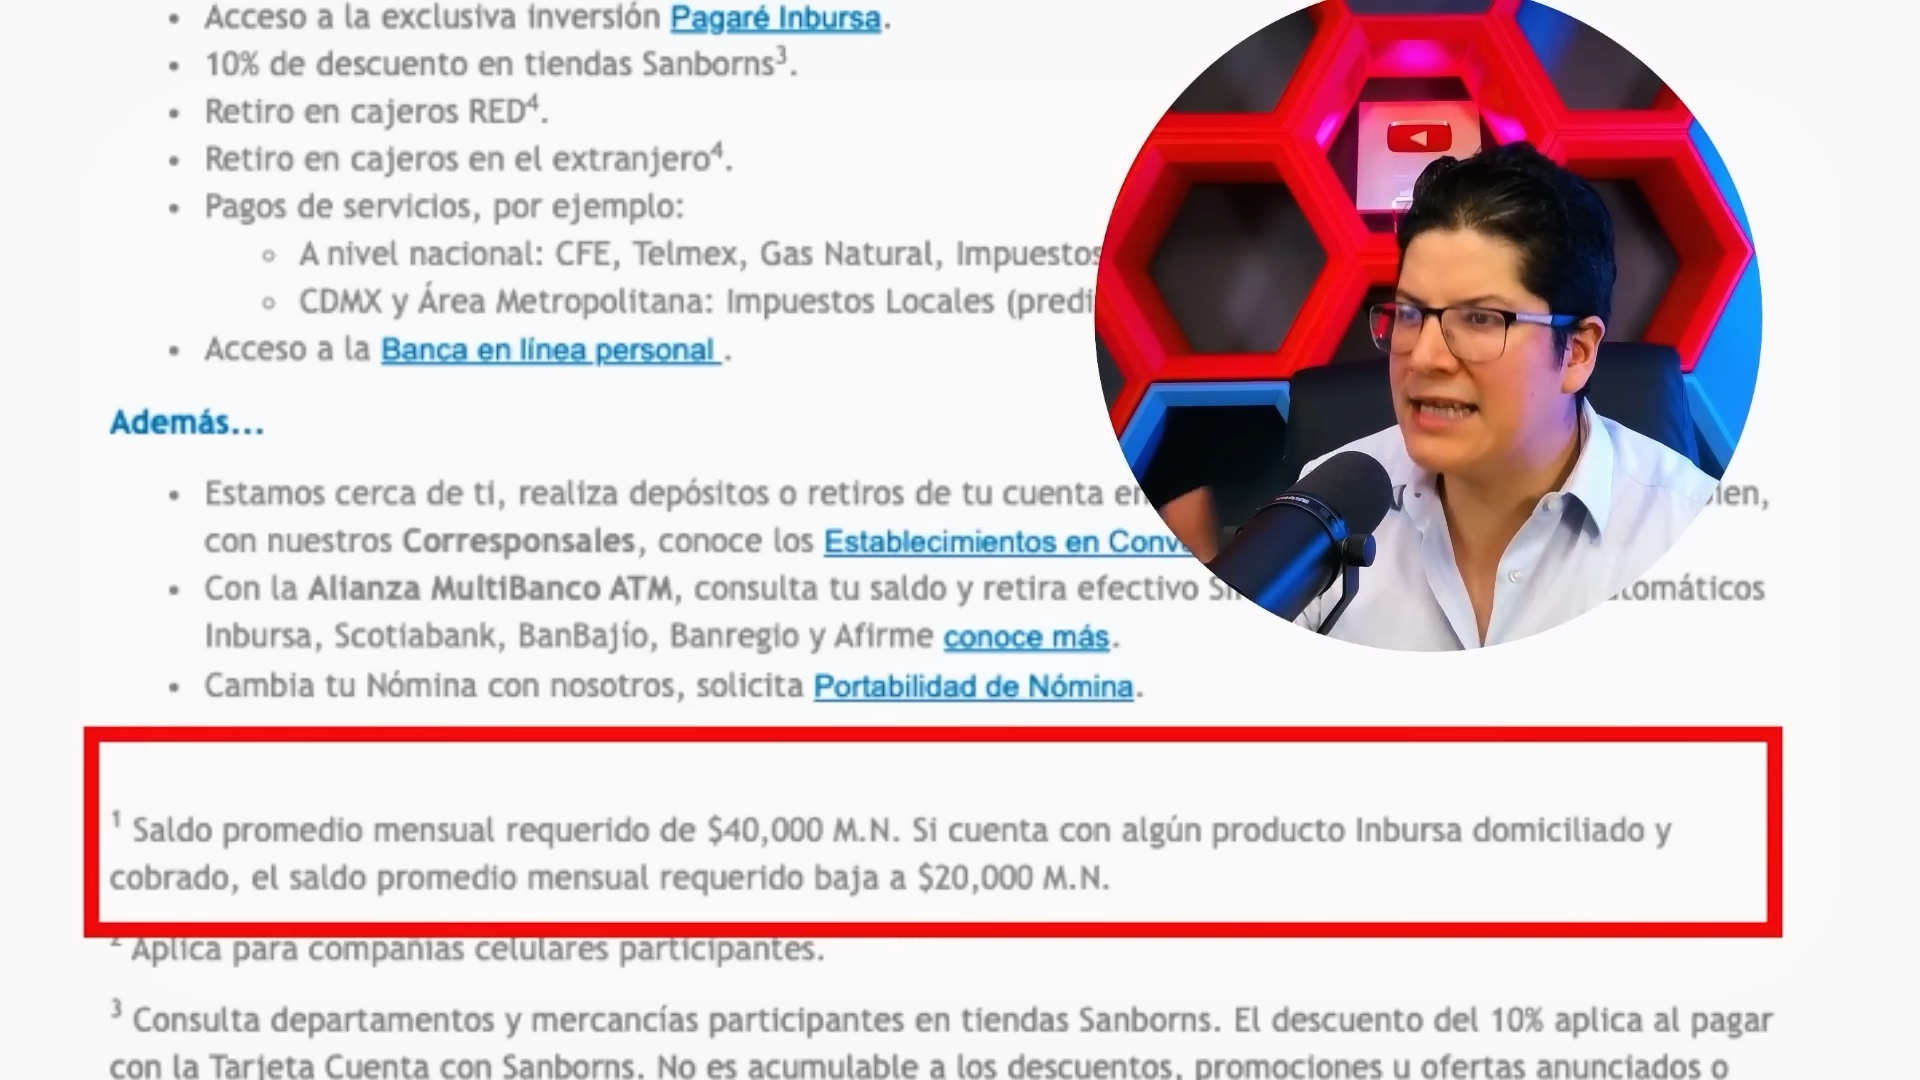 Acceso a la exclusiva inversión Pagaré Inbursa.
10% de descuento en tiendas Sanborns³.
Retiro en cajeros RED⁴.
Retiro en cajeros en el extranjero⁴.
Pagos de servicios, por ejemplo:
A nivel nacional: CFE, Telmex, Gas Natural, Impuestos
CDMX y Área Metropolitana: Impuestos Locales
Acceso a la Banca en línea personal .
Además...
Estamos cerca de ti, realiza depósitos o retiros de tu cuenta
con nuestros Corresponsales, conoce los Establecimientos en
Con la Alianza MultiBanco ATM, consulta tu saldo y retira efectivo
Inbursa, Scotiabank, BanBajío, Banregio y Afirme conoce más.
Cambia tu Nómina con nosotros, solicita Portabilidad de Nómina.
¹ Saldo promedio mensual requerido de $40,000 M.N. Si cuenta con algún producto Inbursa domiciliado y
cobrado, el saldo promedio mensual requerido baja a $20,000 M.N.
² Aplica para compañías celulares participantes.
³ Consulta departamentos y mercancías participantes en tiendas Sanborns. El descuento del 10% aplica al pagar
con la Tarjeta Cuenta con Sanborns. No es acumulable a los descuentos, promociones u ofertas anunciados o